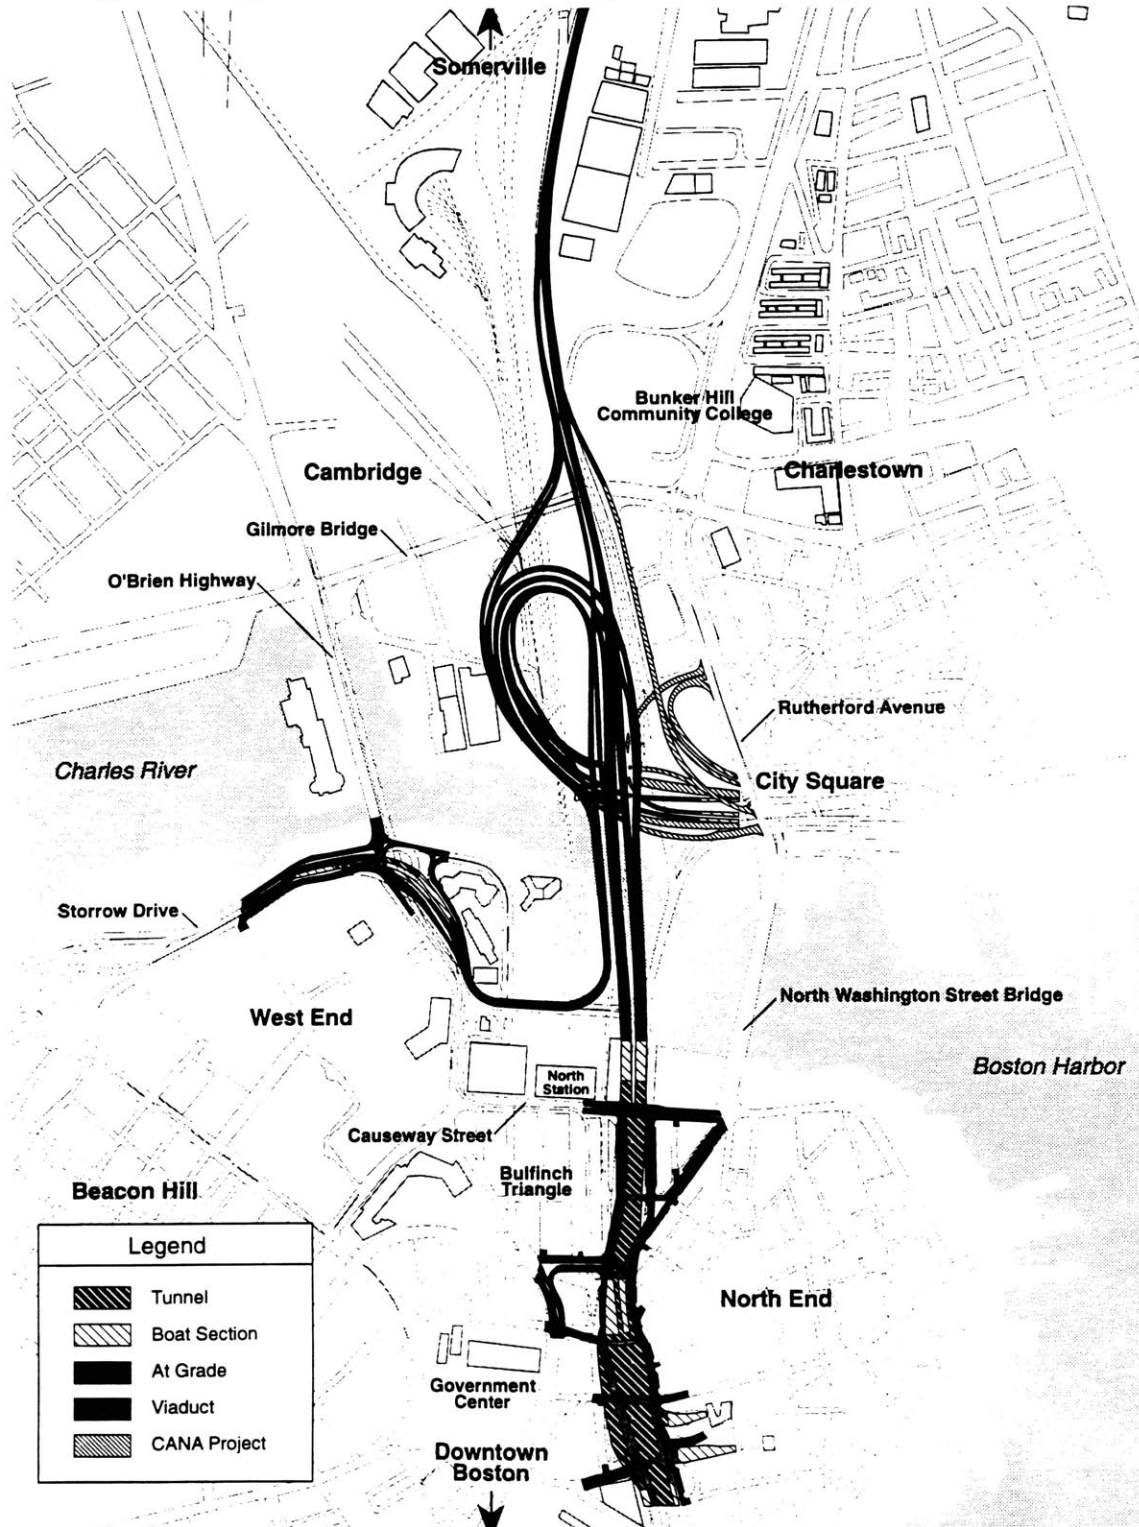 Somerville
Bunker Hill
Community College
Cambridge
Charlestown
Gilmore Bridge
O'Brien Highway
Rutherford Avenue
Charles River
City Square
Storrow Drive
North Washington Street Bridge
West End
Boston Harbor
North
Station
Causeway Street
Bulfinch
Triangle
Beacon Hill
Legend
Tunnel
Boat Section
At Grade
Viaduct
CANA Project
North End
Government
Center
Downtown
Boston